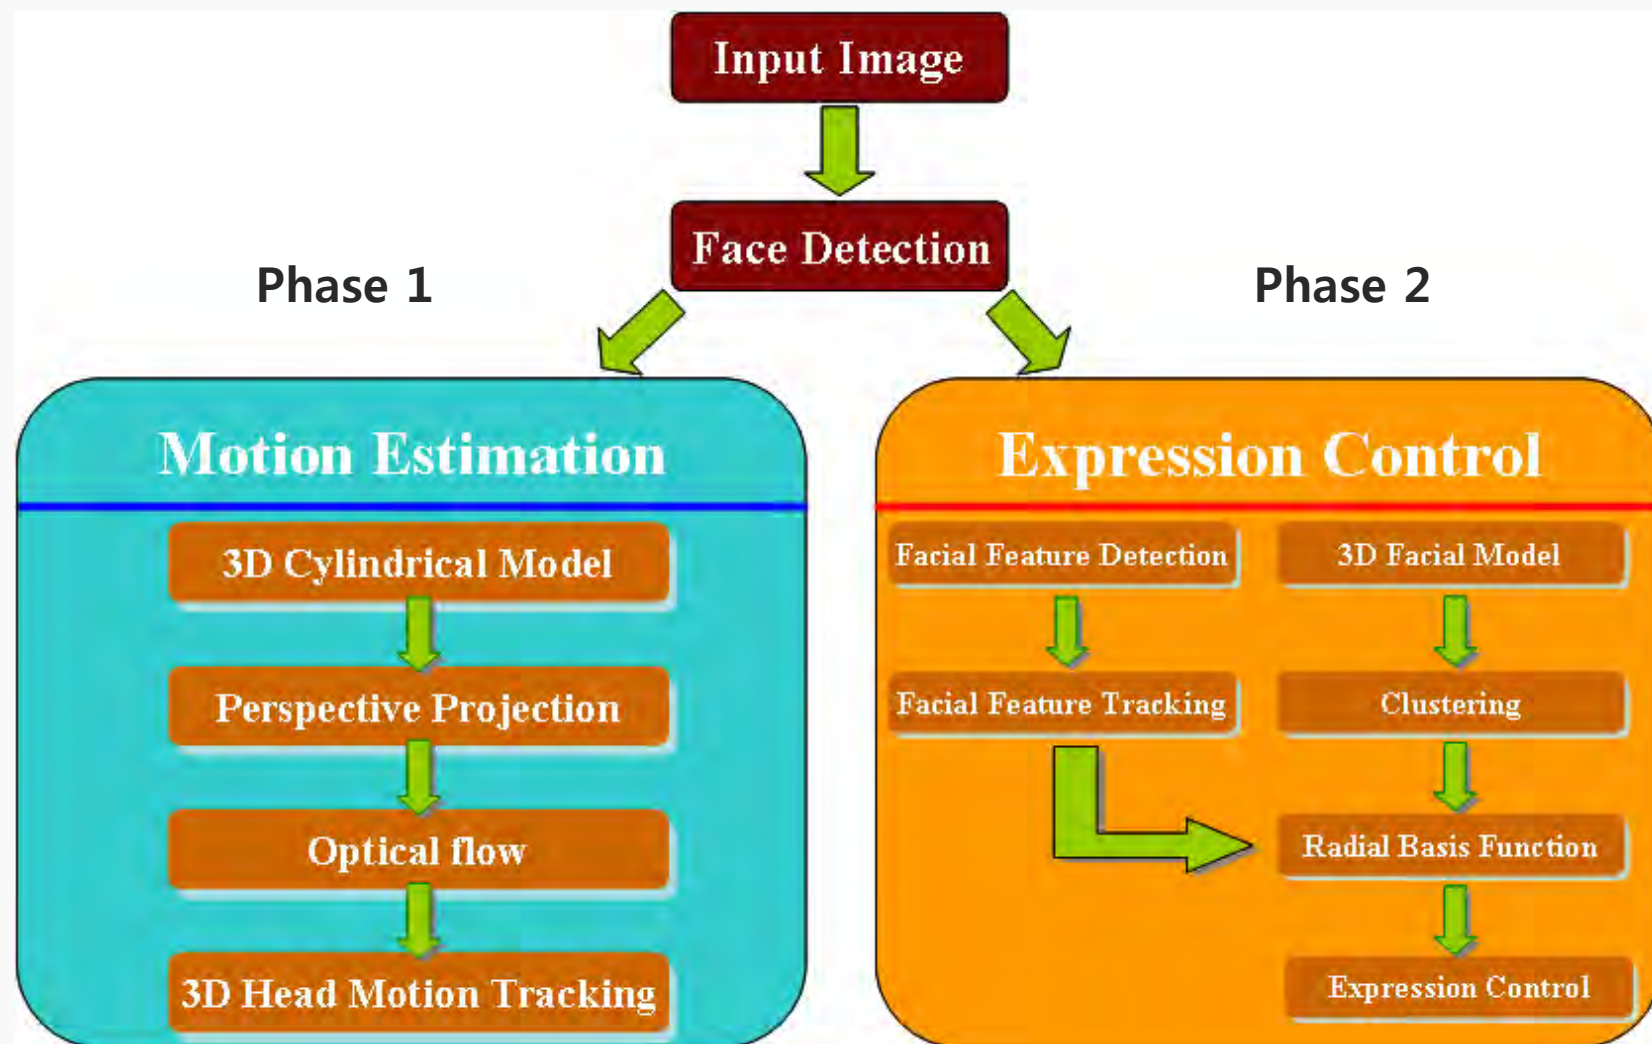 Input Image
Face Detection
Phase 1
Phase 2
Motion Estimation
3D Cylindrical Model
Perspective Projection
Optical flow
3D Head Motion Tracking
Expression Control
Facial Feature Detection
Facial Feature Tracking
3D Facial Model
Clustering
Radial Basis Function
Expression Control